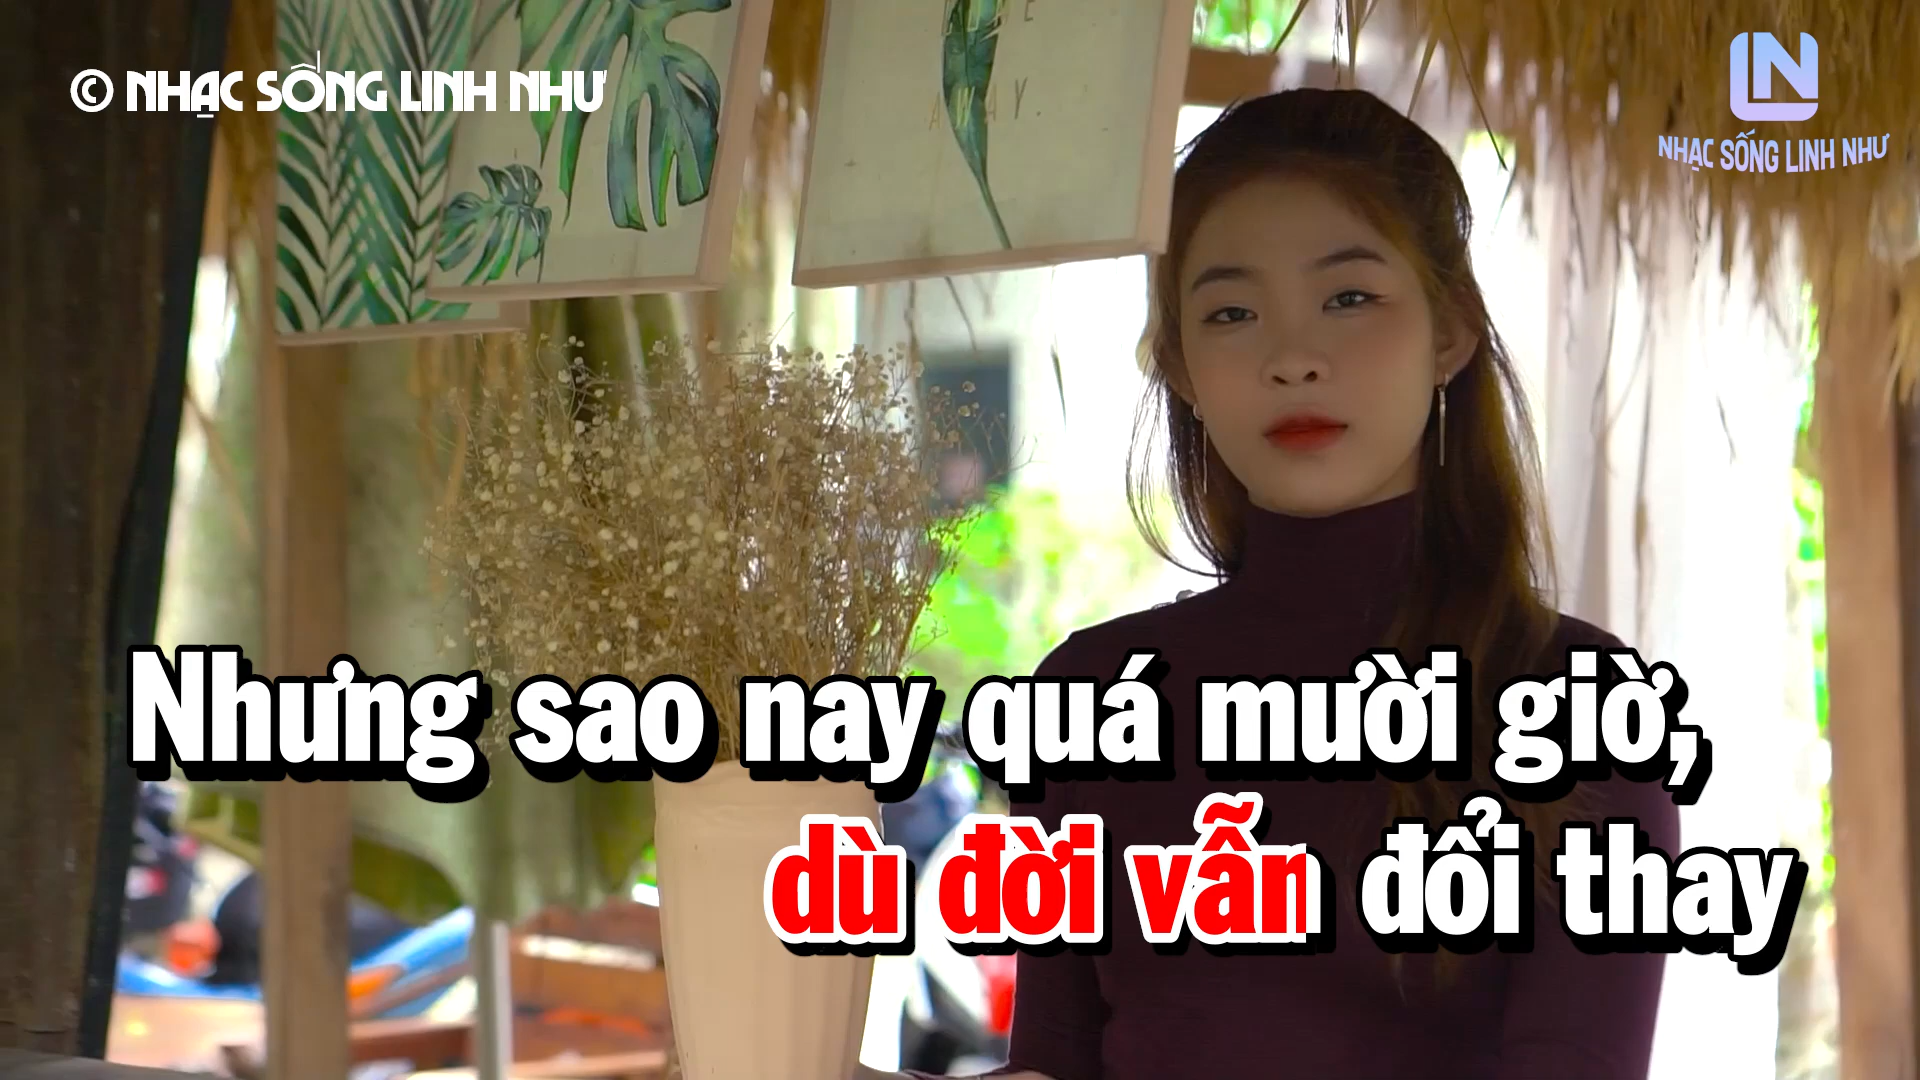 © NHẠC SỐNG LINH NHƯ
LN
NHẠC SỐNG LINH NHƯ
Nhưng sao nay quá mười giờ,
dù đời vẫn đổi thay